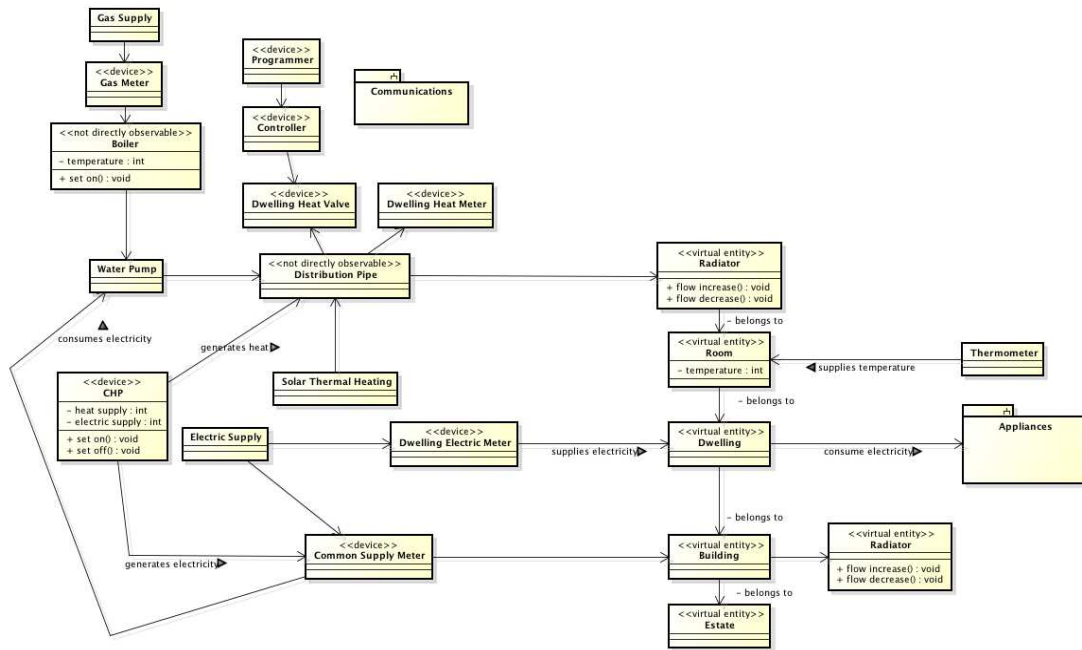 Gas Supply
<<device>>
Gas Meter
<<not directly observable>>
Boiler
- temperature : int
+ set on() : void
<<device>>
Programmer
<<device>>
Controller
Communications
<<device>>
Dwelling Heat Valve
<<device>>
Dwelling Heat Meter
Water Pump
<<not directly observable>>
Distribution Pipe
<<virtual entity>>
Radiator
+ flow increase() : void
+ flow decrease() : void
- belongs to
consumes electricity
generates heat
<<virtual entity>>
Room
- temperature : int
supplies temperature
Thermometer
<<device>>
CHP
- heat supply : int
- electric supply : int
+ set on() : void
+ set off() : void
Solar Thermal Heating
- belongs to
Electric Supply
<<device>>
Dwelling Electric Meter
supplies electricity
<<virtual entity>>
Dwelling
consume electricity
Appliances
- belongs to
generates electricity
<<device>>
Common Supply Meter
<<virtual entity>>
Building
<<virtual entity>>
Radiator
+ flow increase() : void
+ flow decrease() : void
- belongs to
<<virtual entity>>
Estate